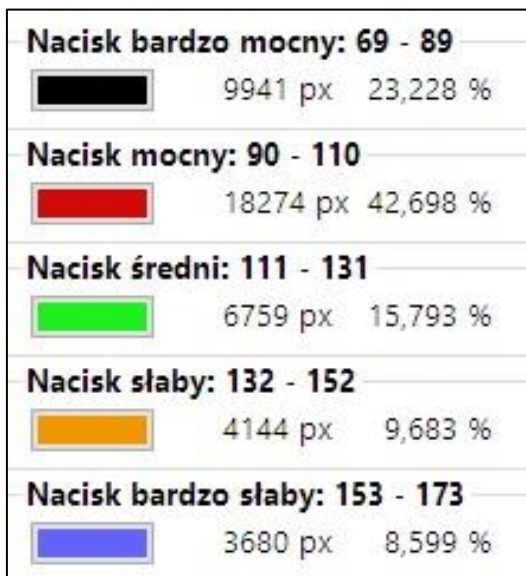 Nacisk bardzo mocny: 69 - 89
9941 px 23,228 %
Nacisk mocny: 90 - 110
18274 px 42,698 %
Nacisk średni: 111 - 131
6759 px 15,793 %
Nacisk słaby: 132 - 152
4144 px 9,683 %
Nacisk bardzo słaby: 153 - 173
3680 px 8,599 %